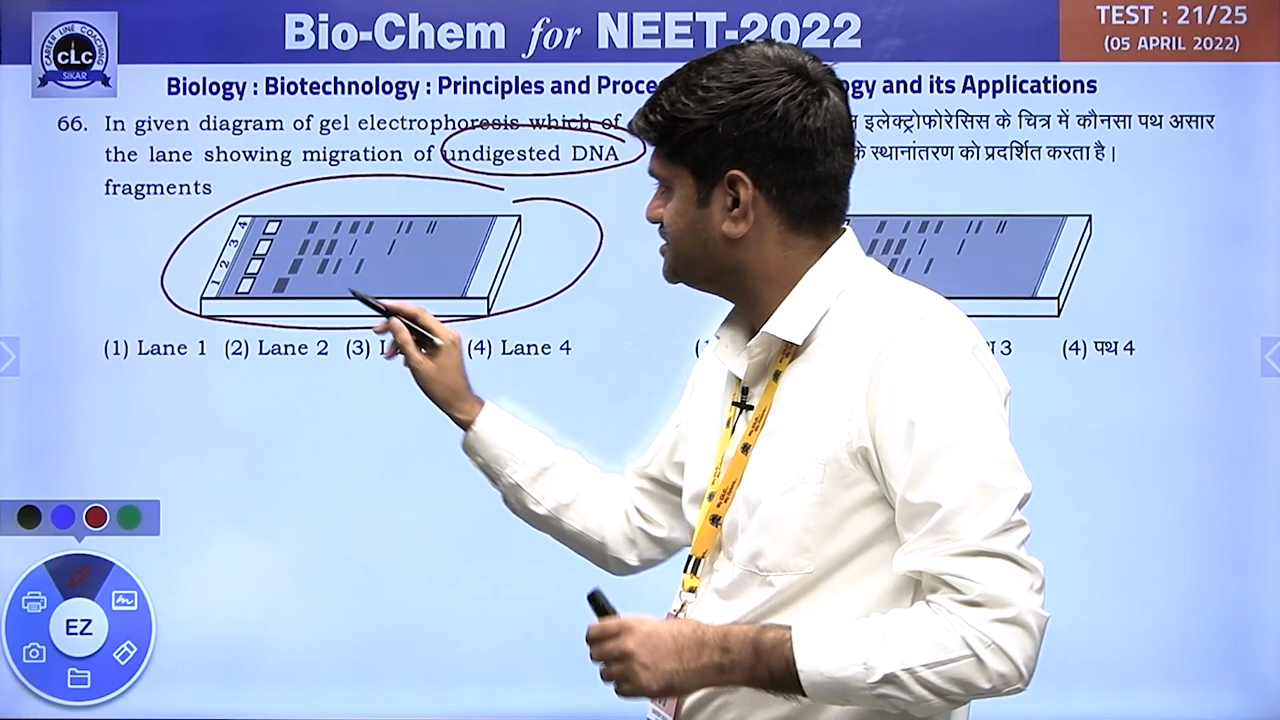 Bio-Chem for NEET-2022
TEST : 21/25
(05 APRIL 2022)
CAREER LINE COACHING
CLC
SIKAR
Biology : Biotechnology : Principles and and its Applications
66. In given diagram of gel electrophoresis which of
the lane showing migration of undigested DNA
fragments
इलेक्ट्रोफोरेसिस के चित्र में कौनसा पथ असार
के स्थानांतरण को प्रदर्शित करता है।
1 2 3 4
(1) Lane 1 (2) Lane 2 (3) (4) Lane 4
3 (4) पथ 4
EZ